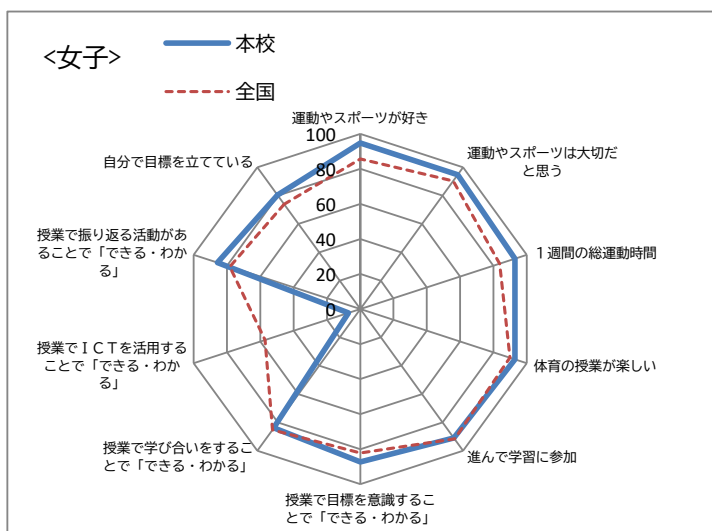 <女子>
本校
全国
運動やスポーツが好き
運動やスポーツは大切だ
と思う
１週間の総運動時間
体育の授業が楽しい
進んで学習に参加
授業で目標を意識するこ
とで「できる・わかる」
授業で学び合いをするこ
とで「できる・わかる」
授業でＩＣＴを活用する
ことで「できる・わか
る」
授業で振り返る活動があ
ることで「できる・わか
る」
自分で目標を立てている
100
80
60
40
20
0